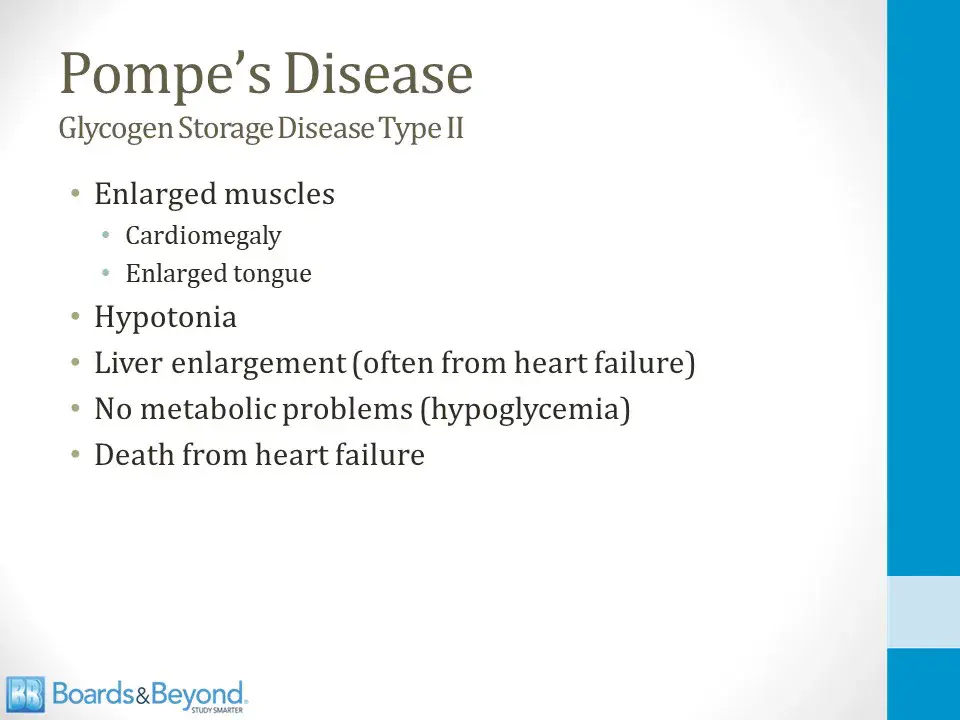 Pompe’s Disease
Glycogen Storage Disease Type II
• Enlarged muscles
• Cardiomegaly
• Enlarged tongue
• Hypotonia
• Liver enlargement (often from heart failure)
• No metabolic problems (hypoglycemia)
• Death from heart failure
BB Boards&Beyond®
STUDY SMARTER